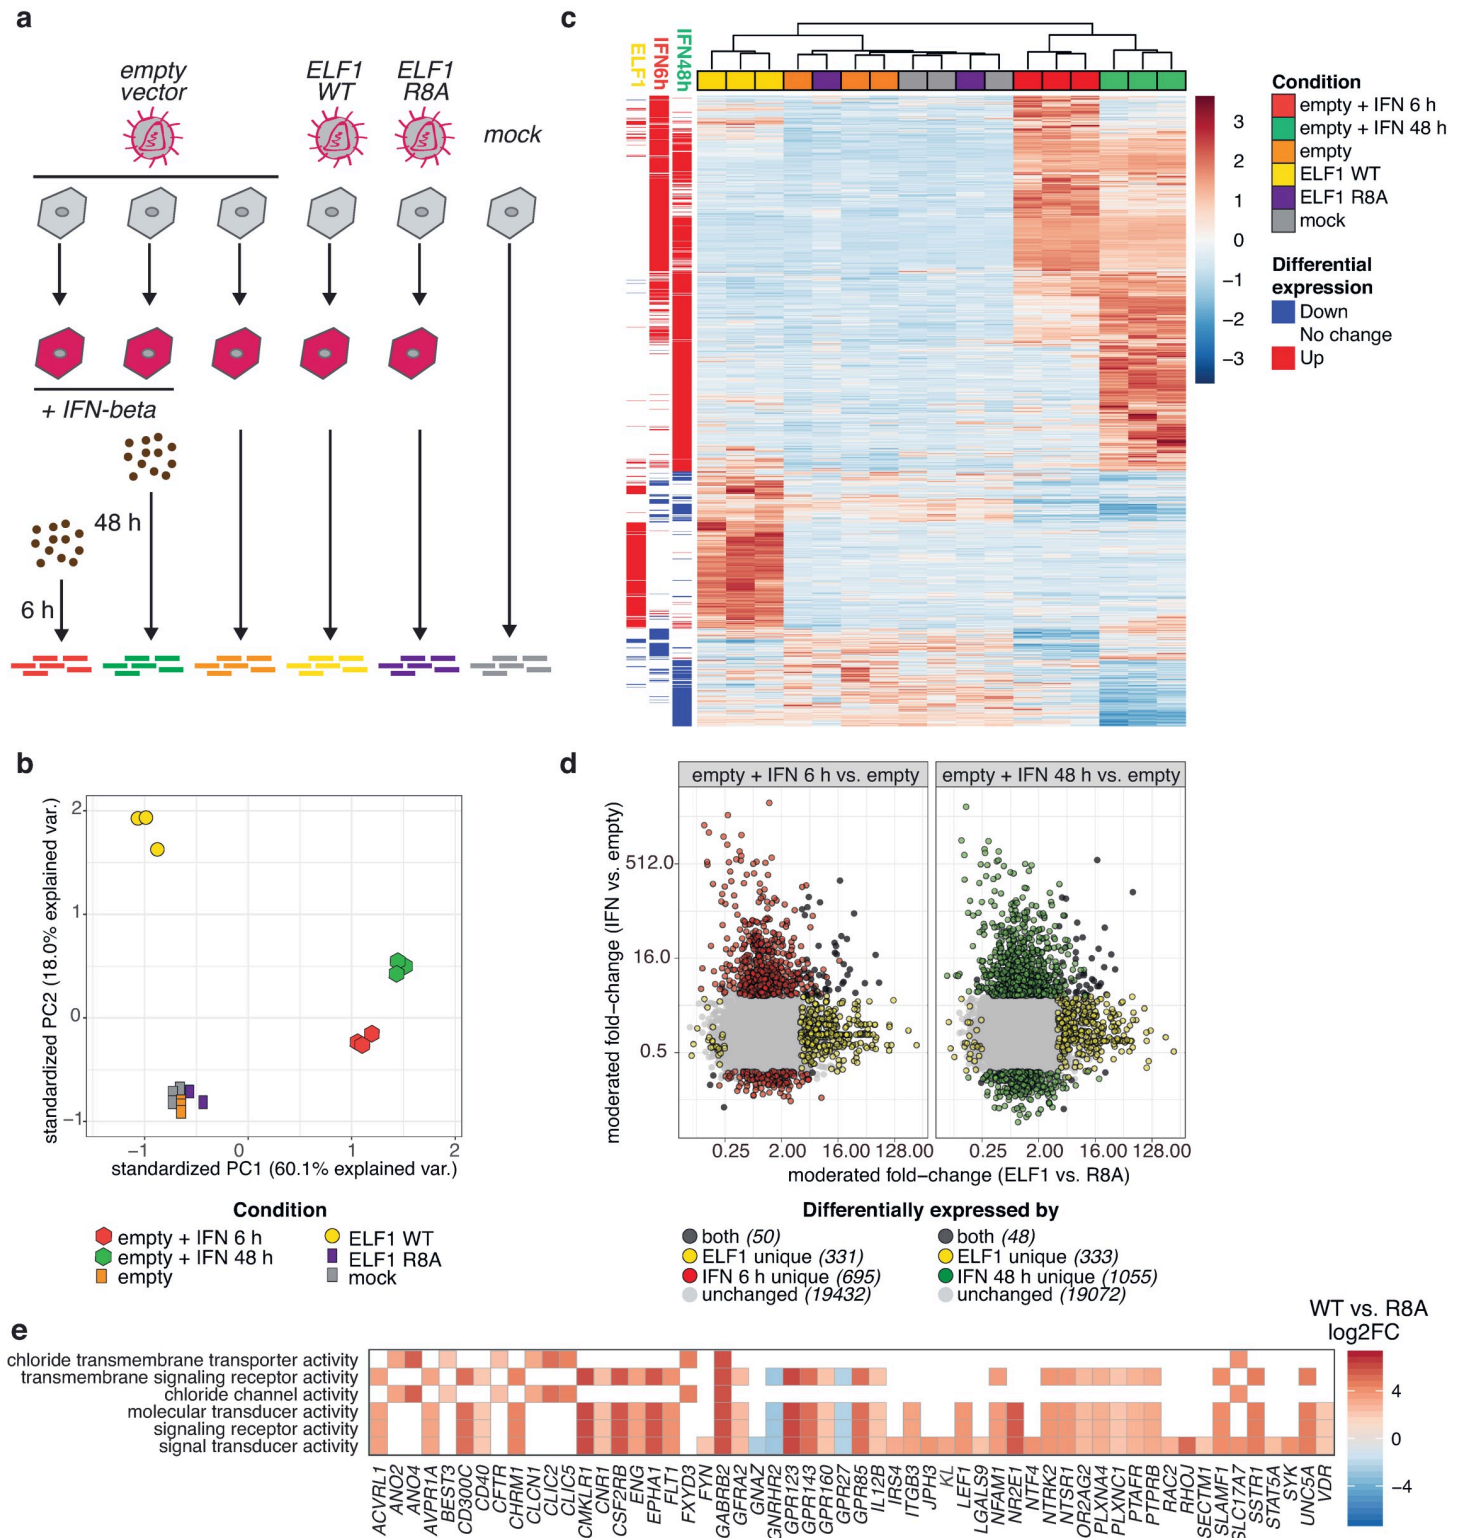 a
empty
vector
ELF1
WT
ELF1
R8A
mock
+ IFN-beta
48 h
6 h
b
standardized PC2 (18.0% explained var.)
2
1
0
−1
−1
0
1
2
standardized PC1 (60.1% explained var.)
Condition
empty + IFN 6 h
empty + IFN 48 h
empty
ELF1 WT
ELF1 R8A
mock
c
ELF1
IFN6h
IFN48h
3
2
1
0
−1
−2
−3
Condition
empty + IFN 6 h
empty + IFN 48 h
empty
ELF1 WT
ELF1 R8A
mock
Differential
expression
Down
No change
Up
d
empty + IFN 6 h vs. empty
empty + IFN 48 h vs. empty
moderated fold−change (IFN vs. empty)
512.0
16.0
0.5
0.25 2.00 16.00 128.00
0.25 2.00 16.00 128.00
moderated fold−change (ELF1 vs. R8A)
Differentially expressed by
both (50)
ELF1 unique (331)
IFN 6 h unique (695)
unchanged (19432)
both (48)
ELF1 unique (333)
IFN 48 h unique (1055)
unchanged (19072)
e
WT vs. R8A
log2FC
4
0
−4
chloride transmembrane transporter activity
transmembrane signaling receptor activity
chloride channel activity
molecular transducer activity
signaling receptor activity
signal transducer activity
ACVRL1
ANO2
ANO4
AVPR1A
BEST3
CD300C
CD40
CFTR
CHRM1
CLCN1
CLIC2
CLIC5
CMKLR1
CNR1
CSF2RB
ENG
EPHA1
FLT1
FXYD3
FYN
GABRB2
GFRA2
GNAZ
GNRHR2
GPR123
GPR143
GPR160
GPR27
GPR85
IL12B
IRS4
ITGB3
JPH3
KL
LEF1
LGALS9
NFAM1
NR2E1
NTF4
NTRK2
NTSR1
OR2AG2
PLXNA4
PLXNC1
PTAFR
PTPRB
RAC2
RHOJ
SECTM1
SLAMF1
SLC17A7
SSTR1
STAT5A
SYK
UNC5A
VDR